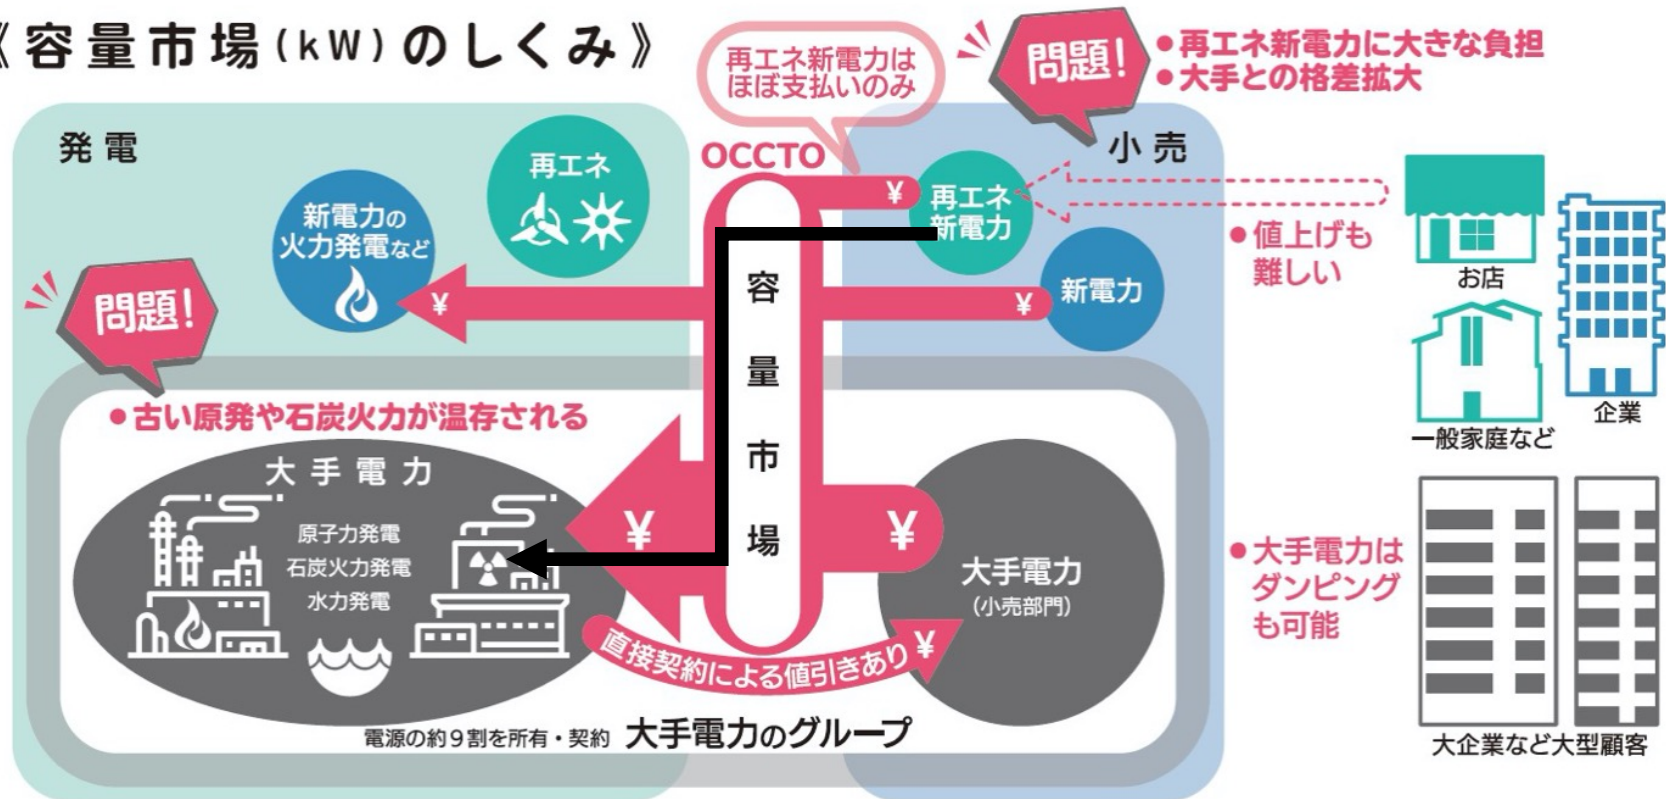 《容量市場(kW)のしくみ》
再エネ新電力は
ほぼ支払いのみ
問題!
●再エネ新電力に大きな負担
●大手との格差拡大
発電
OCCTO
小売
再エネ
新電力の
火力発電など
¥
再エネ
新電力
¥
¥
新電力
●値上げも
難しい
お店
企業
一般家庭など
容量市場
問題!
●古い原発や石炭火力が温存される
大手電力
原子力発電
石炭火力発電
水力発電
¥
¥
大手電力
(小売部門)
直接契約による値引きあり ¥
電源の約9割を所有・契約 大手電力のグループ
●大手電力は
ダンピング
も可能
大企業など大型顧客